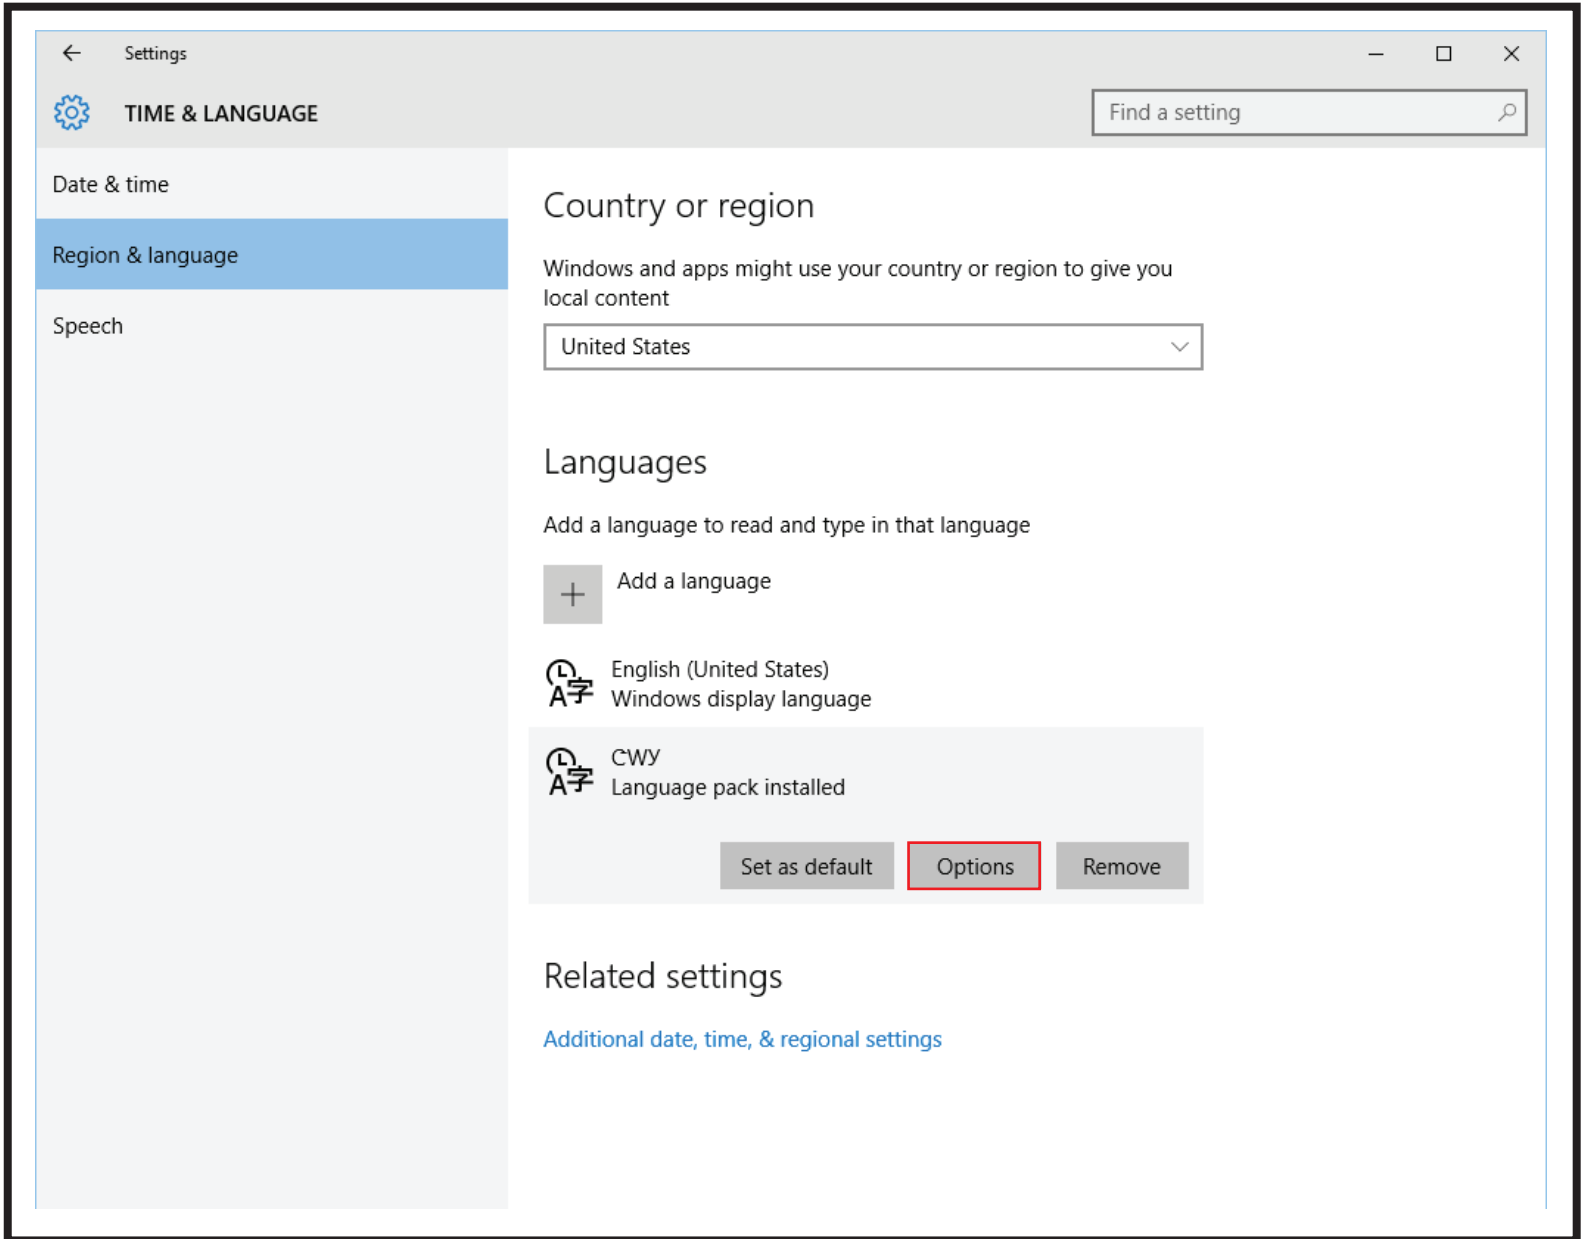 Settings
TIME & LANGUAGE
Find a setting
Date & time
Region & language
Speech
Country or region
Windows and apps might use your country or region to give you
local content
United States
Languages
Add a language to read and type in that language
Add a language
English (United States)
Windows display language
ᏣᎳᎩ
Language pack installed
Set as default
Options
Remove
Related settings
Additional date, time, & regional settings